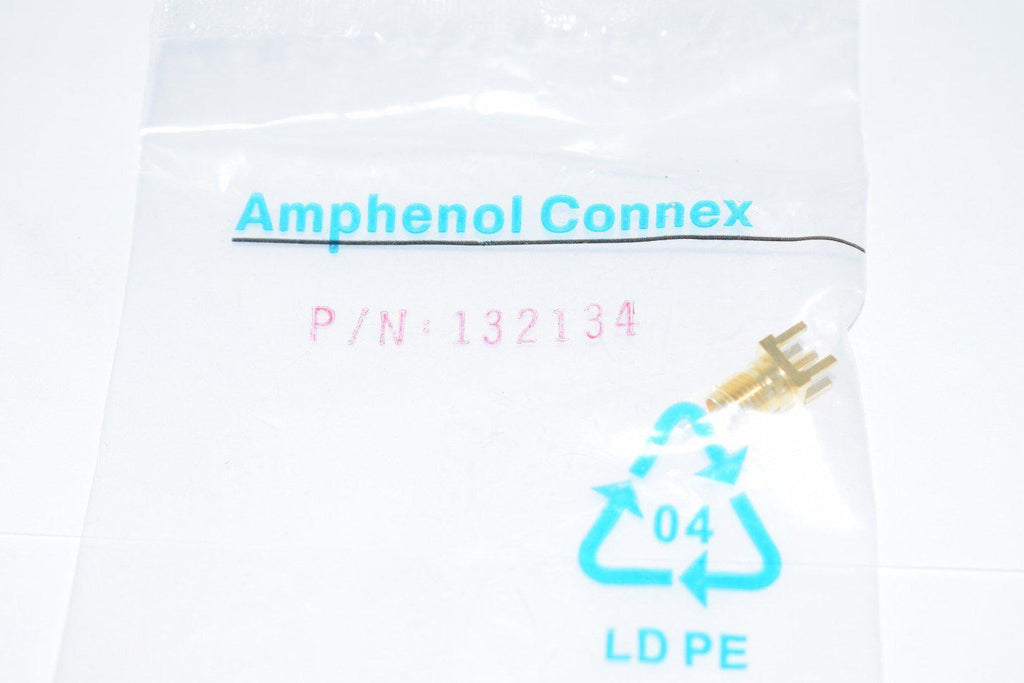 Amphenol Connex
P/N: 132134
04
LDPE